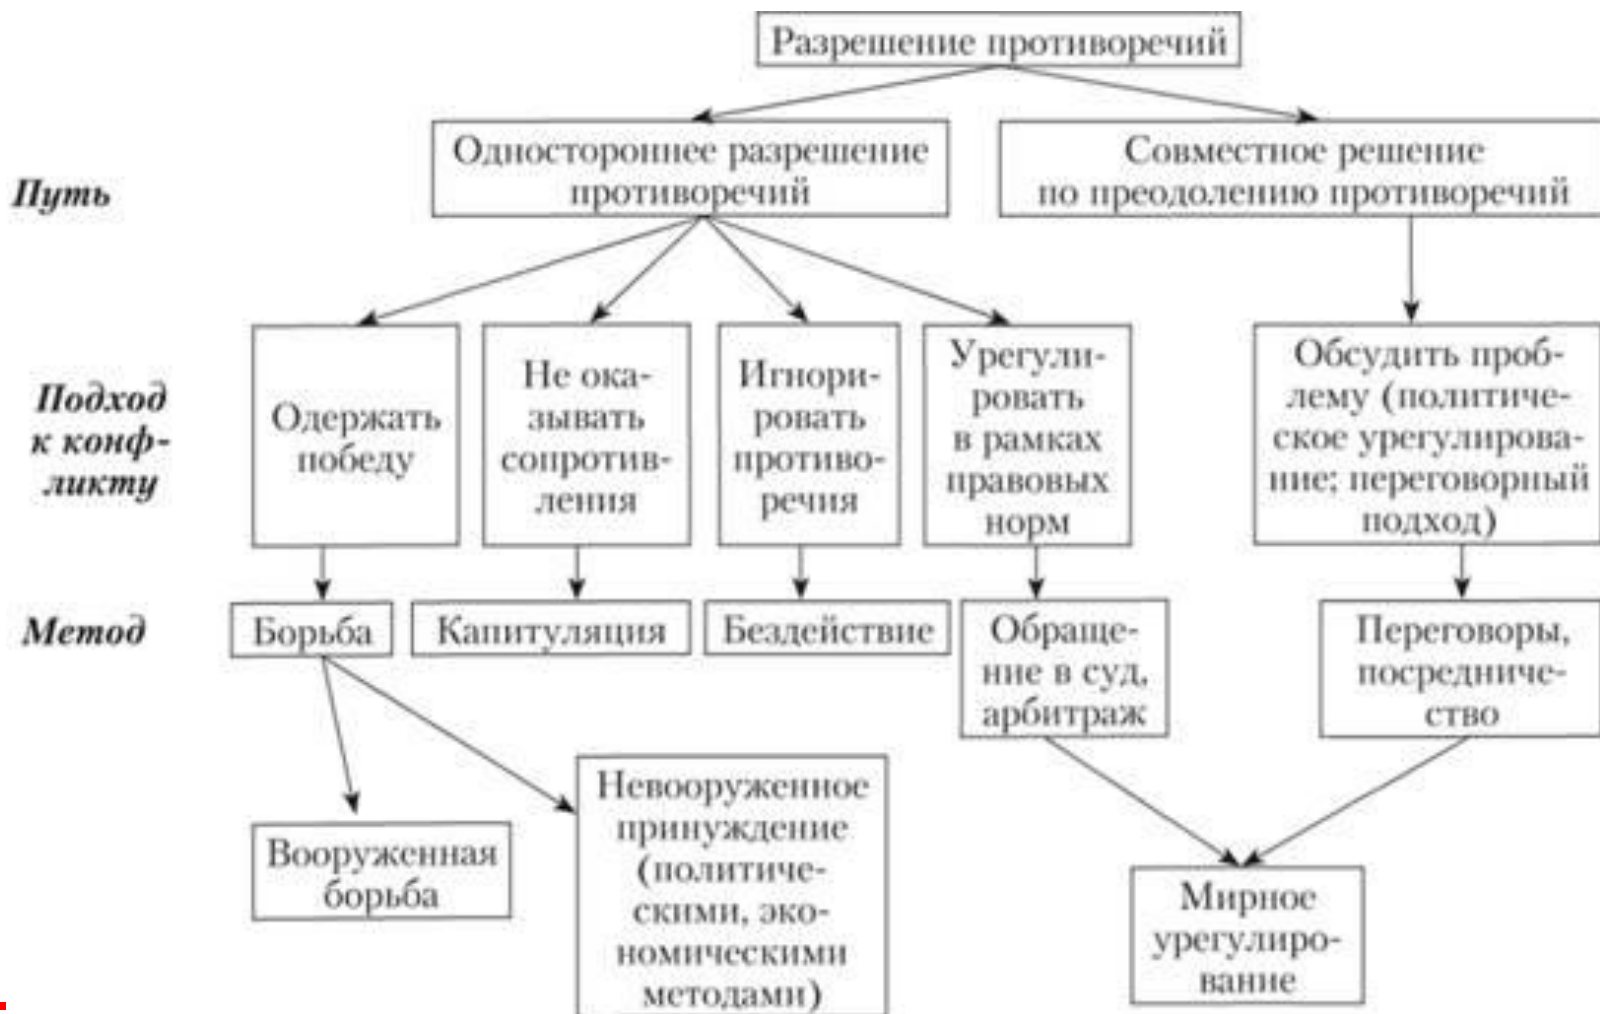 Разрешение противоречий
Путь
Одностороннее разрешение
противоречий
Совместное решение
по преодолению противоречий
Подход
к конф-
ликту
Одержать
победу
Не ока-
зывать
сопротив-
ления
Игнори-
ровать
противо-
речия
Урегули-
ровать
в рамках
правовых
норм
Обсудить проб-
лему (политиче-
ское урегулирова-
ние; переговорный
подход)
Метод
Борьба
Капитуляция
Бездействие
Обраще-
ние в суд,
арбитраж
Переговоры,
посредниче-
ство
Вооруженная
борьба
Невооруженное
принуждение
(политиче-
скими, эко-
номическими
методами)
Мирное
урегулиро-
вание